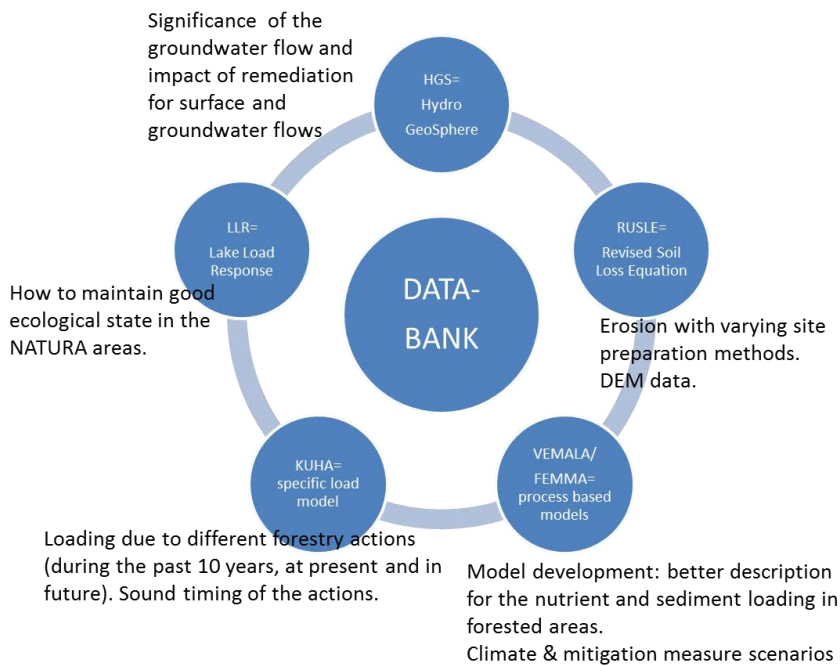 Significance of the
groundwater flow and
impact of remediation
for surface and
groundwater flows
HGS=
Hydro
GeoSphere
LLR=
Lake Load
Response
RUSLE=
Revised Soil
Loss Equation
How to maintain good
ecological state in the
NATURA areas.
DATA-
BANK
Erosion with varying site
preparation methods.
DEM data.
KUHA=
specific load
model
VEMALA/
FEMMA=
process based
models
Loading due to different forestry actions
(during the past 10 years, at present and in
future). Sound timing of the actions.
Model development: better description
for the nutrient and sediment loading in
forested areas.
Climate & mitigation measure scenarios